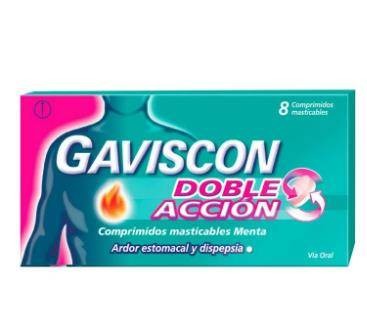 8 Comprimidos
masticables
GAVISCON
DOBLE
ACCIÓN
Comprimidos masticables Menta
Ardor estomacal y dispepsia
Vía Oral